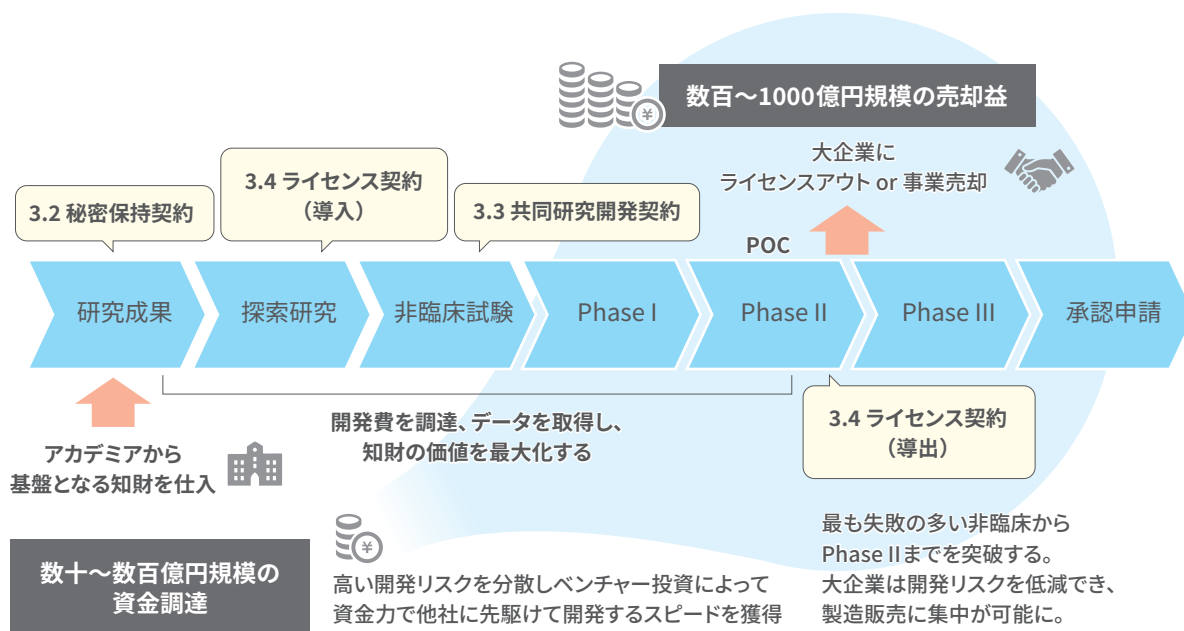 数百～1000億円規模の売却益
¥
大企業に
ライセンスアウト or 事業売却
3.2 秘密保持契約
3.4 ライセンス契約
（導入）
3.3 共同研究開発契約
POC
研究成果
探索研究
非臨床試験
Phase I
Phase II
Phase III
承認申請
アカデミアから
基盤となる知財を仕入
開発費を調達、データを取得し、
知財の価値を最大化する
3.4 ライセンス契約
（導出）
数十～数百億円規模の
資金調達
¥
高い開発リスクを分散しベンチャー投資によって
資金力で他社に先駆けて開発するスピードを獲得
最も失敗の多い非臨床から
Phase IIまでを突破する。
大企業は開発リスクを低減でき、
製造販売に集中が可能に。